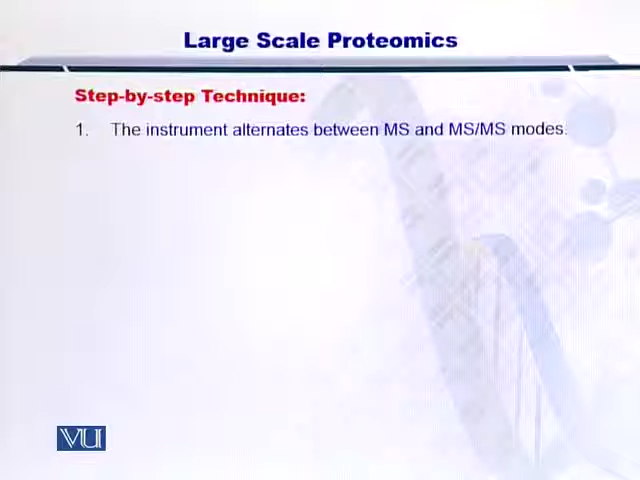 Large Scale Proteomics
Step-by-step Technique:
1. The instrument alternates between MS and MS/MS modes.
VU